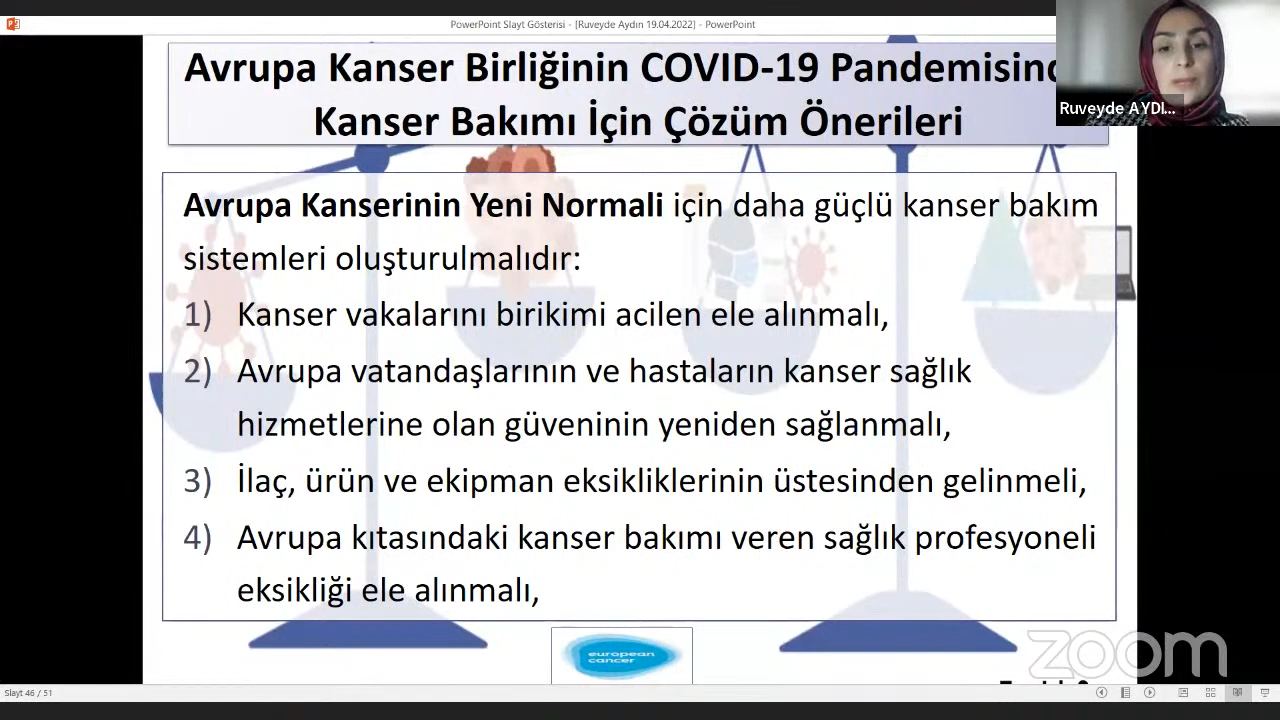 PowerPoint Slayt Gösterisi - [Ruveyde Aydın 19.04.2022] - PowerPoint
Avrupa Kanser Birliğinin COVID-19
Kanser Bakımı İçin Çözüm Önerileri
Ruveyde AYDI...
Avrupa Kanserinin Yeni Normali için daha güçlü kanser bakım
sistemleri oluşturulmalıdır:
1) Kanser vakalarını birikimi acilen ele alınmalı,
2) Avrupa vatandaşlarının ve hastaların kanser sağlık
hizmetlerine olan güveninin yeniden sağlanmalı,
3) İlaç, ürün ve ekipman eksikliklerinin üstesinden gelinmeli,
4) Avrupa kıtasındaki kanser bakımı veren sağlık profesyoneli
eksikliği ele alınmalı,
european
cancer
zoom
Slayt 46 / 51